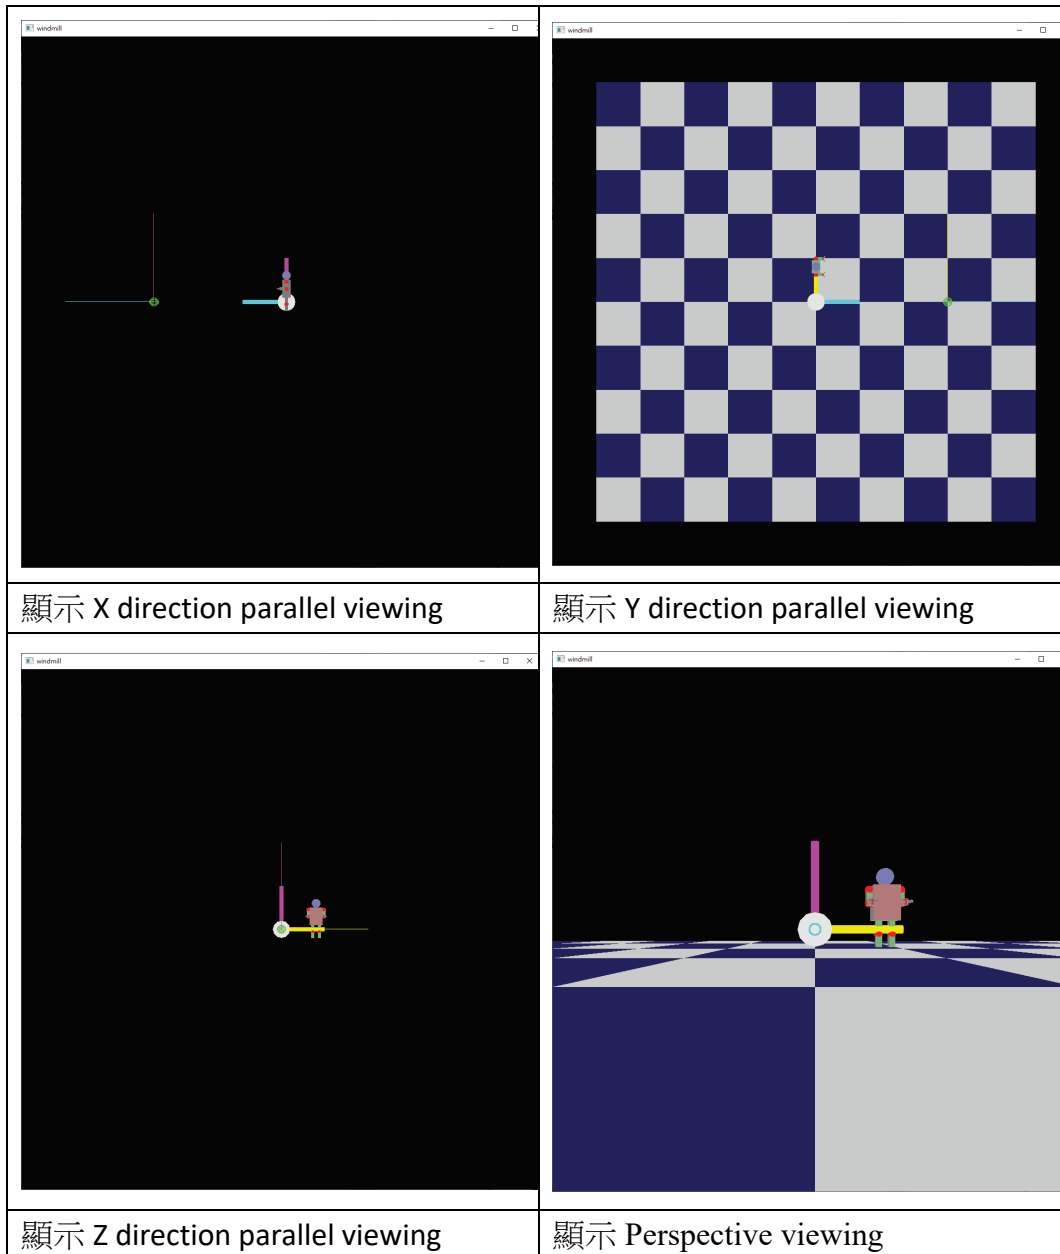 windmill
windmill
顯示 X direction parallel viewing
顯示 Y direction parallel viewing
windmill
windmill
顯示 Z direction parallel viewing
顯示 Perspective viewing